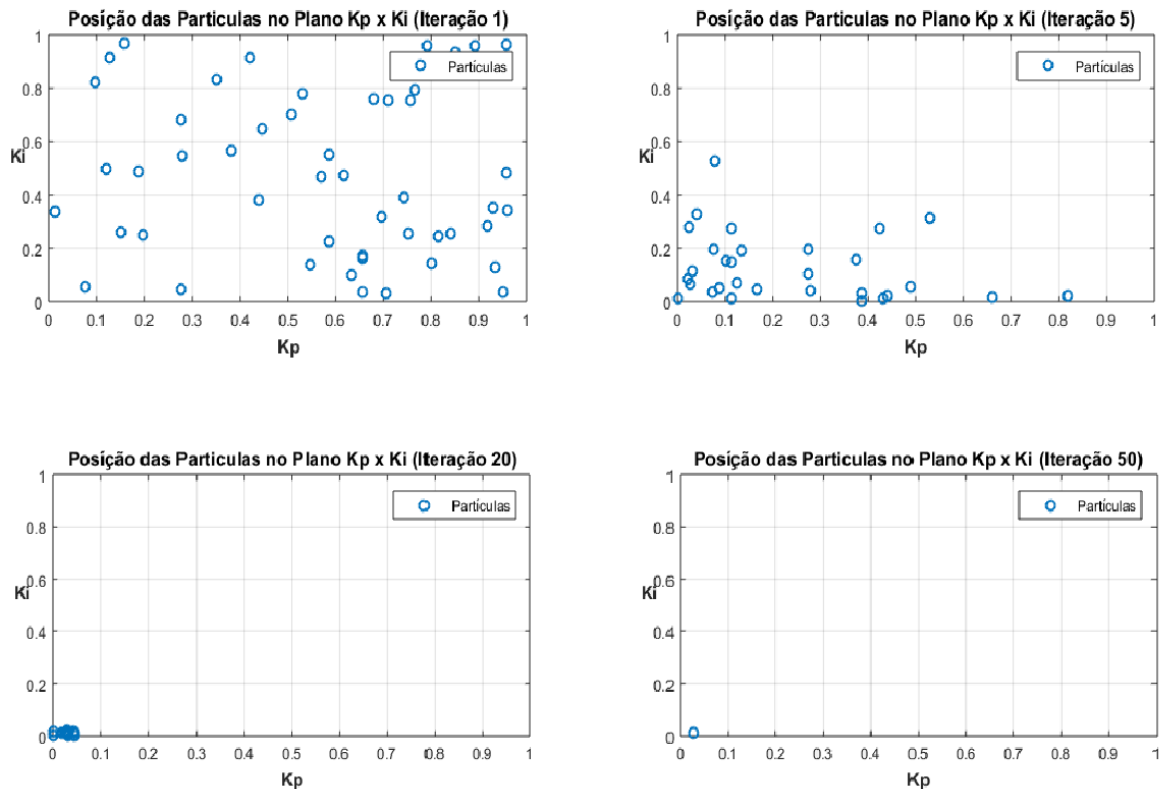 Posição das Particulas no Plano Kp x Ki (Iteração 1)
Partículas
1
0.8
0.6
Ki
0.4
0.2
0
0 0.1 0.2 0.3 0.4 0.5 0.6 0.7 0.8 0.9 1
Kp
Posição das Particulas no Plano Kp x Ki (Iteração 5)
Partículas
1
0.8
0.6
Ki
0.4
0.2
0
0 0.1 0.2 0.3 0.4 0.5 0.6 0.7 0.8 0.9 1
Kp
Posição das Particulas no Plano Kp x Ki (Iteração 20)
Partículas
1
0.8
0.6
Ki
0.4
0.2
0
0 0.1 0.2 0.3 0.4 0.5 0.6 0.7 0.8 0.9 1
Kp
Posição das Particulas no Plano Kp x Ki (Iteração 50)
Partículas
1
0.8
0.6
Ki
0.4
0.2
0
0 0.1 0.2 0.3 0.4 0.5 0.6 0.7 0.8 0.9 1
Kp